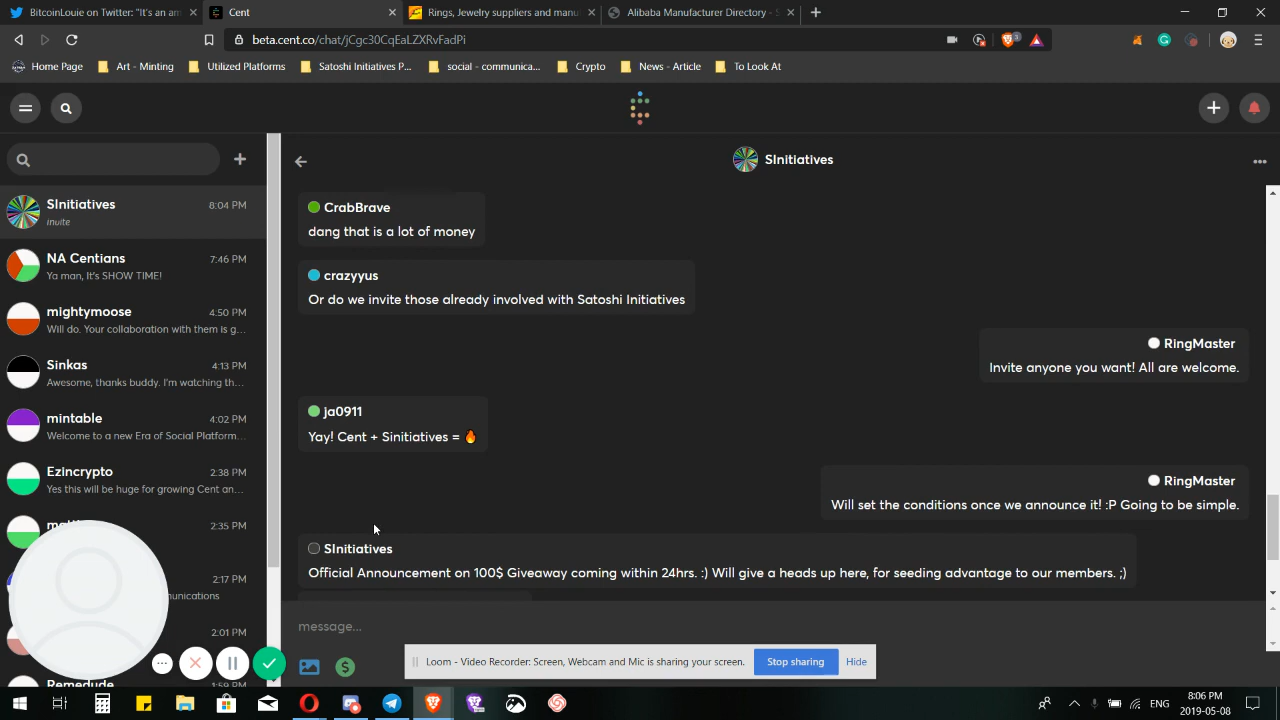 BitcoinLouie on Twitter: "It's an am
Cent
Rings, Jewelry suppliers and manu
Alibaba Manufacturer Directory - S
beta.cent.co/chat/jCgc30CqEaLZXRvFadPi
3
Home Page
Art - Minting
Utilized Platforms
Satoshi Initiatives P...
social - communica...
Crypto
News - Article
To Look At
SInitiatives
SInitiatives 8:04 PM
invite
NA Centians 7:46 PM
Ya man, It's SHOW TIME!
mightymoose 4:50 PM
Will do. Your collaboration with them is g...
Sinkas 4:13 PM
Awesome, thanks buddy. I'm watching th...
mintable 4:02 PM
Welcome to a new Era of Social Platform...
Ezincrypto 2:38 PM
Yes this will be huge for growing Cent an...
2:35 PM
2:17 PM
2:01 PM
1:59 PM
CrabBrave
dang that is a lot of money
crazyyus
Or do we invite those already involved with Satoshi Initiatives
RingMaster
Invite anyone you want! All are welcome.
ja0911
Yay! Cent + Sinitiatives = 🔥
RingMaster
Will set the conditions once we announce it! :P Going to be simple.
SInitiatives
Official Announcement on 100$ Giveaway coming within 24hrs. :) Will give a heads up here, for seeding advantage to our members. ;)
message...
Loom - Video Recorder: Screen, Webcam and Mic is sharing your screen.
Stop sharing
Hide
ENG
8:06 PM
2019-05-08